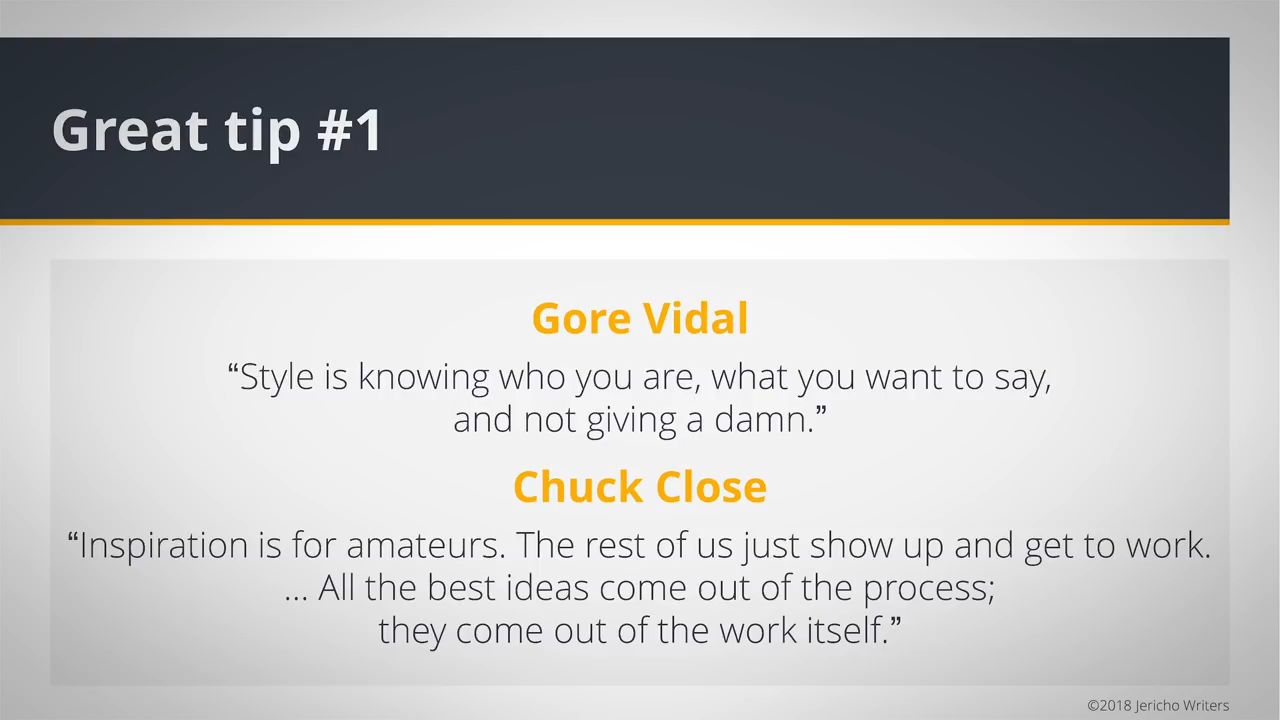 Great tip #1
Gore Vidal
“Style is knowing who you are, what you want to say,
and not giving a damn.”
Chuck Close
“Inspiration is for amateurs. The rest of us just show up and get to work.
... All the best ideas come out of the process;
they come out of the work itself.”
©2018 Jericho Writers